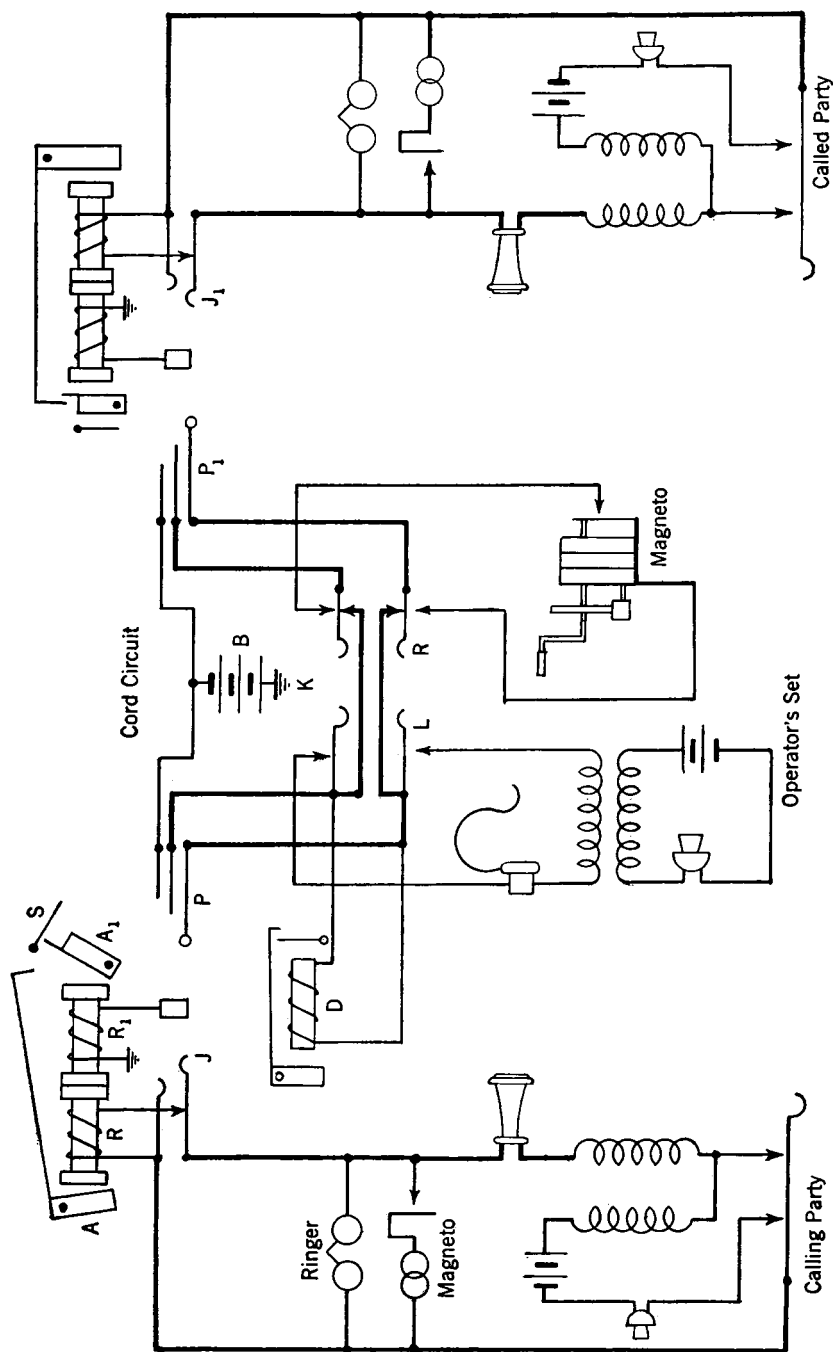 A
R
R₁
A₁
S
J
P
Cord Circuit
B
K
D
L
R
P₁
J₁
Ringer
Magneto
Calling Party
Operator's Set
Magneto
Called Party